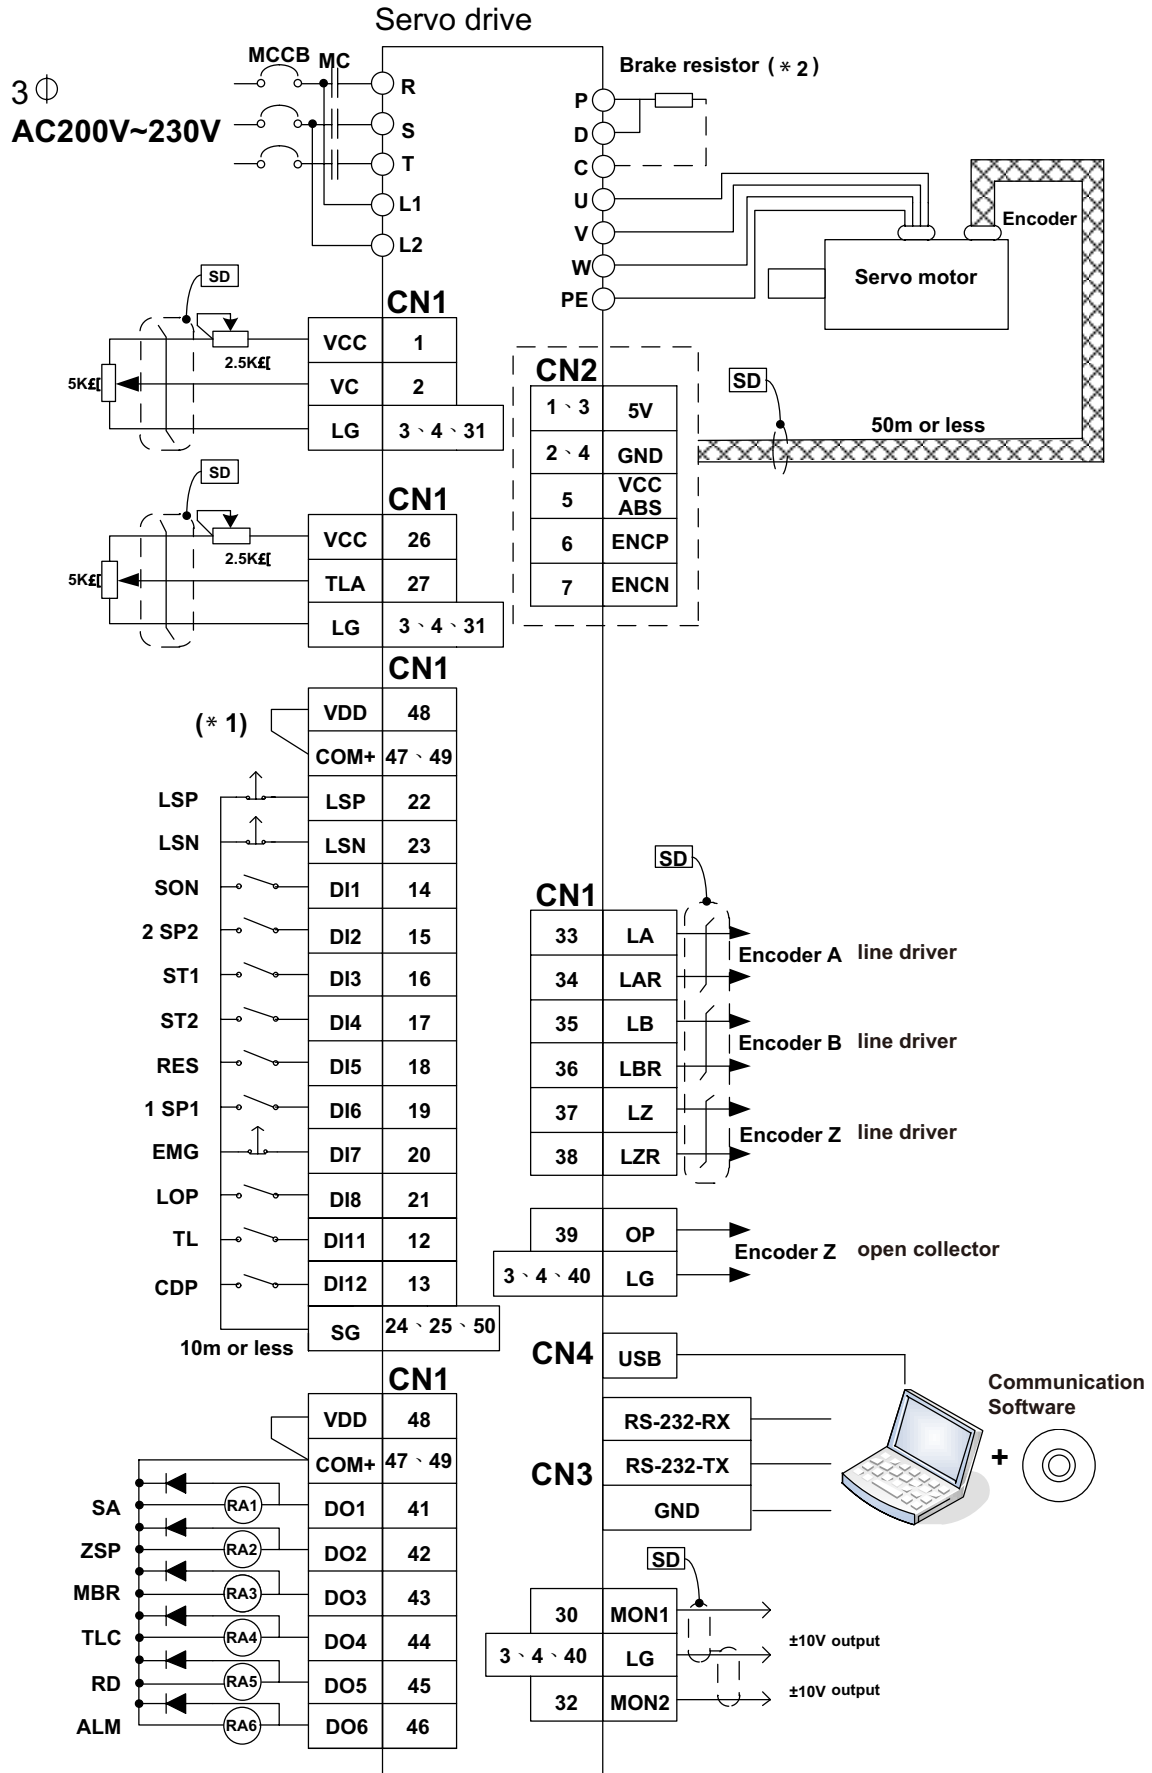 Servo drive
MCCB MC
3 Φ
AC200V~230V
R
S
T
L1
L2
Brake resistor (＊2)
P
D
C
U
V
W
PE
Encoder
Servo motor
SD
CN1
VCC 1
2.5K£[
5K£[
VC 2
LG 3、4、31
SD
CN1
VCC 26
2.5K£[
5K£[
TLA 27
LG 3、4、31
CN2
1、3 5V
2、4 GND
5 VCC ABS
6 ENCP
7 ENCN
SD
50m or less
CN1
(＊1)
VDD 48
COM+ 47、49
LSP LSP 22
LSN LSN 23
SON DI1 14
2 SP2 DI2 15
ST1 DI3 16
ST2 DI4 17
RES DI5 18
1 SP1 DI6 19
EMG DI7 20
LOP DI8 21
TL DI11 12
CDP DI12 13
SG 24、25、50
10m or less
SD
CN1
33 LA
34 LAR
Encoder A line driver
35 LB
36 LBR
Encoder B line driver
37 LZ
38 LZR
Encoder Z line driver
39 OP
3、4、40 LG
Encoder Z open collector
CN4 USB
CN3
RS-232-RX
RS-232-TX
GND
Communication
Software
+
CN1
VDD 48
COM+ 47、49
SA RA1 DO1 41
ZSP RA2 DO2 42
MBR RA3 DO3 43
TLC RA4 DO4 44
RD RA5 DO5 45
ALM RA6 DO6 46
SD
30 MON1
3、4、40 LG
±10V output
32 MON2
±10V output